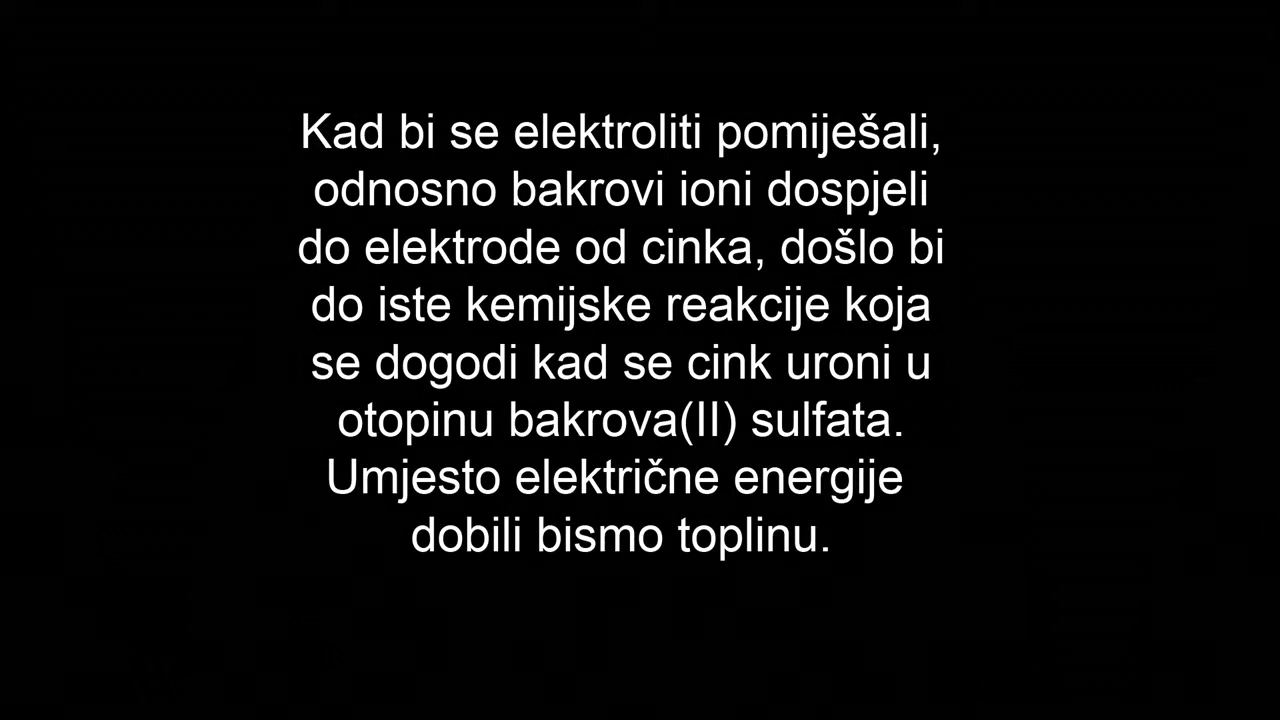 Kad bi se elektroliti pomiješali,
odnosno bakrovi ioni dospjeli
do elektrode od cinka, došlo bi
do iste kemijske reakcije koja
se dogodi kad se cink uroni u
otopinu bakrova(II) sulfata.
Umjesto električne energije
dobili bismo toplinu.